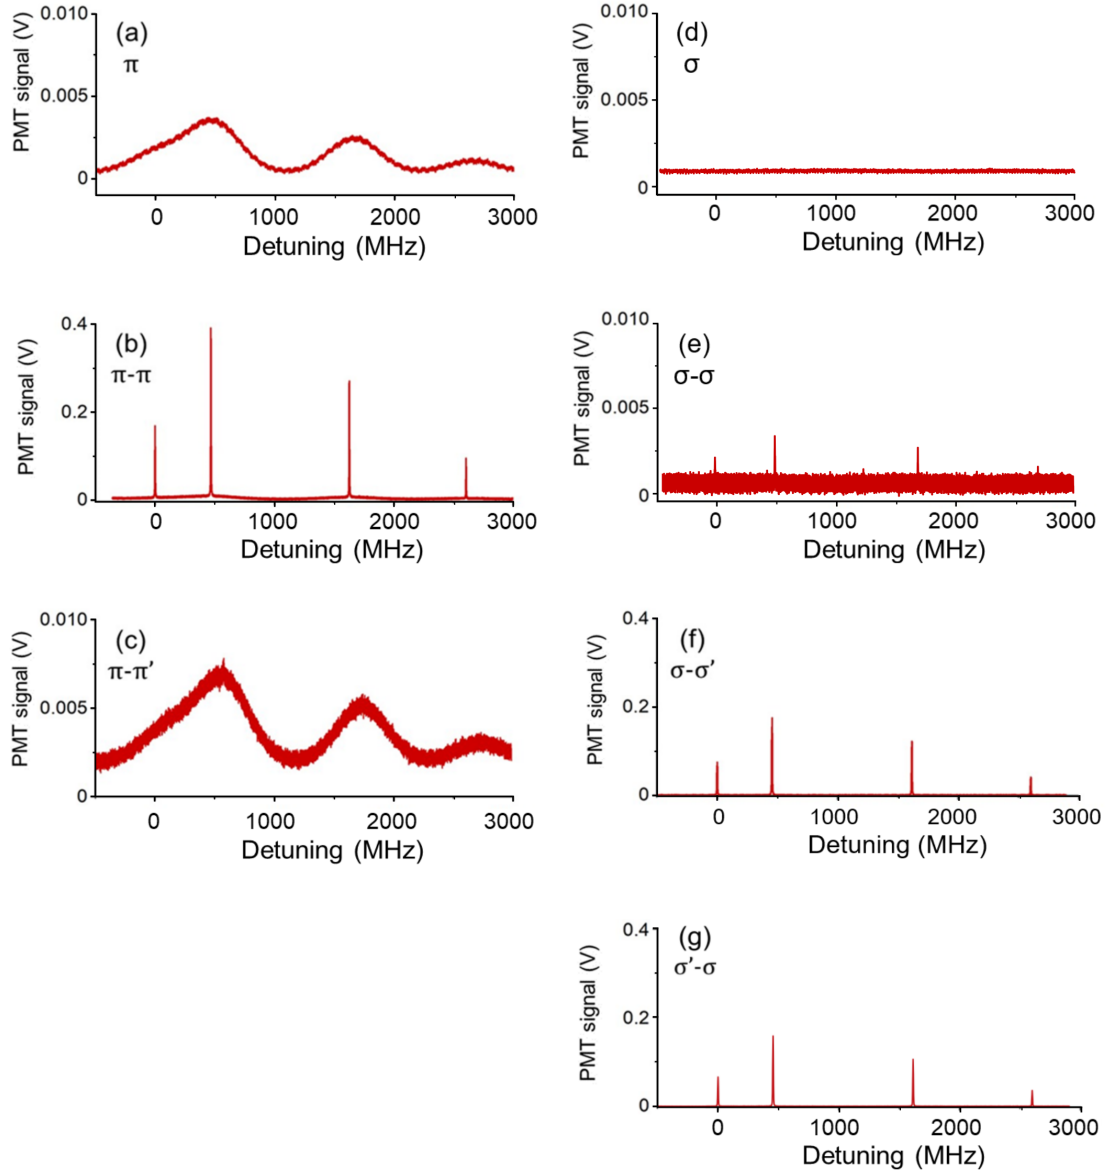 0.010
0.005
0
PMT signal (V)
(a)
π
0
1000
2000
3000
Detuning (MHz)
0.010
0.005
0
PMT signal (V)
(d)
σ
0
1000
2000
3000
Detuning (MHz)
0.4
0.2
0
PMT signal (V)
(b)
π-π
0
1000
2000
3000
Detuning (MHz)
0.010
0.005
0
PMT signal (V)
(e)
σ-σ
0
1000
2000
3000
Detuning (MHz)
0.010
0.005
0
PMT signal (V)
(c)
π-π’
0
1000
2000
3000
Detuning (MHz)
0.4
0.2
0
PMT signal (V)
(f)
σ-σ’
0
1000
2000
3000
Detuning (MHz)
0.4
0.2
0
PMT signal (V)
(g)
σ’-σ
0
1000
2000
3000
Detuning (MHz)